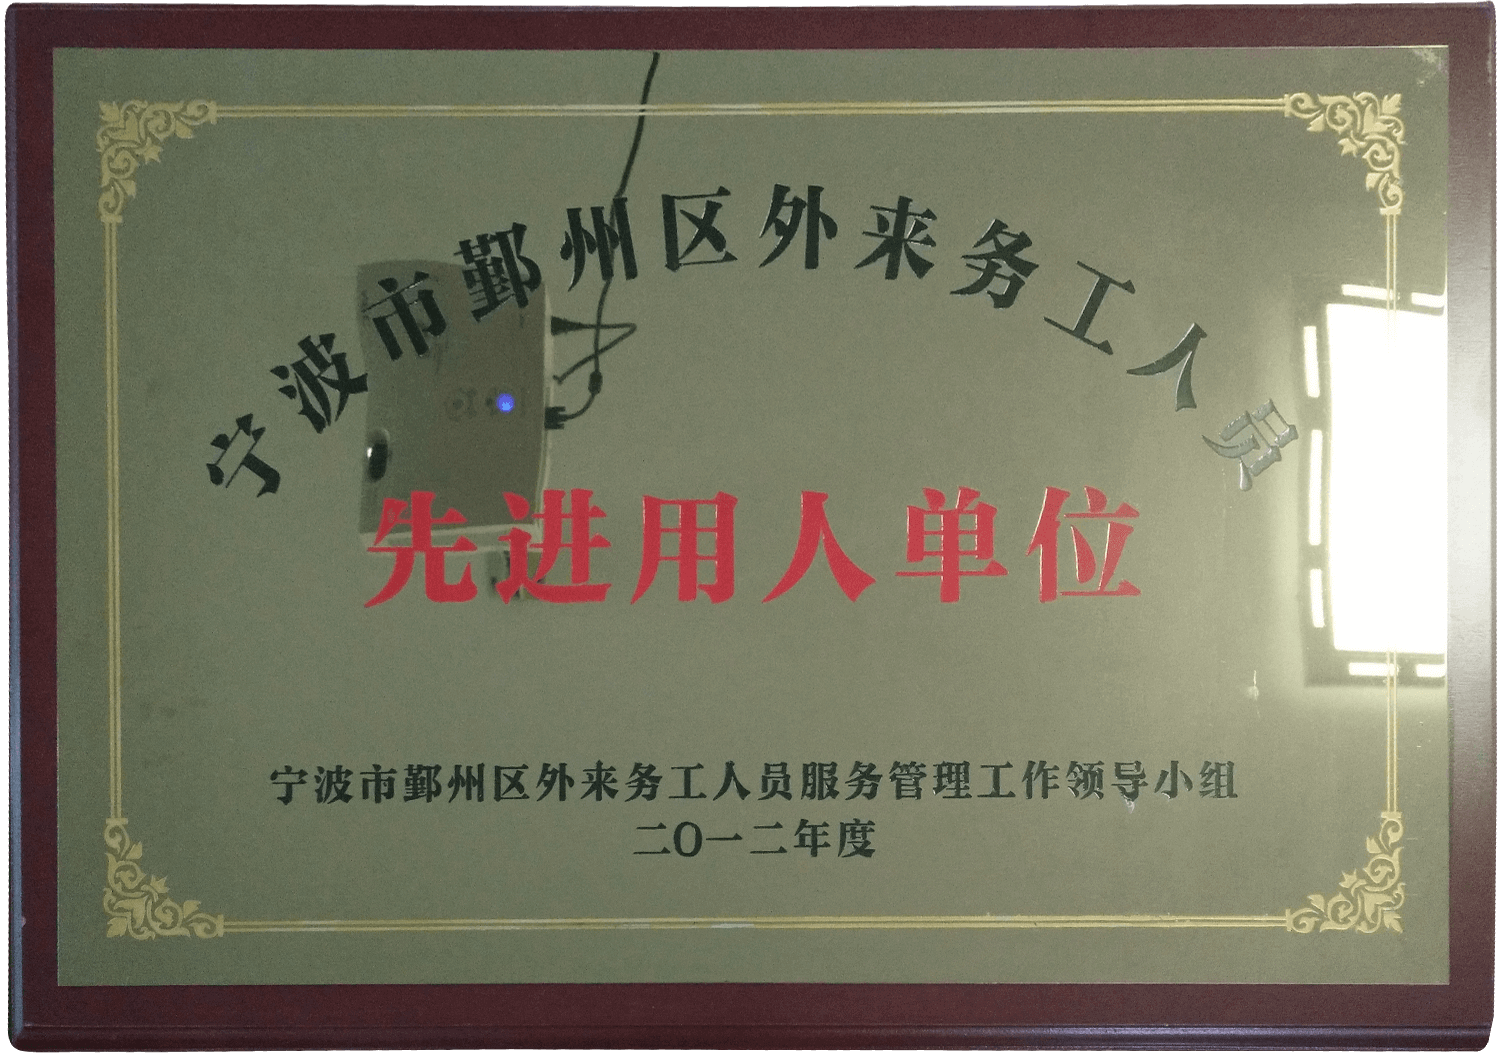 宁波市鄞州区外来务工人员
先进用人单位
宁波市鄞州区外来务工人员服务管理工作领导小组
二〇一二年度